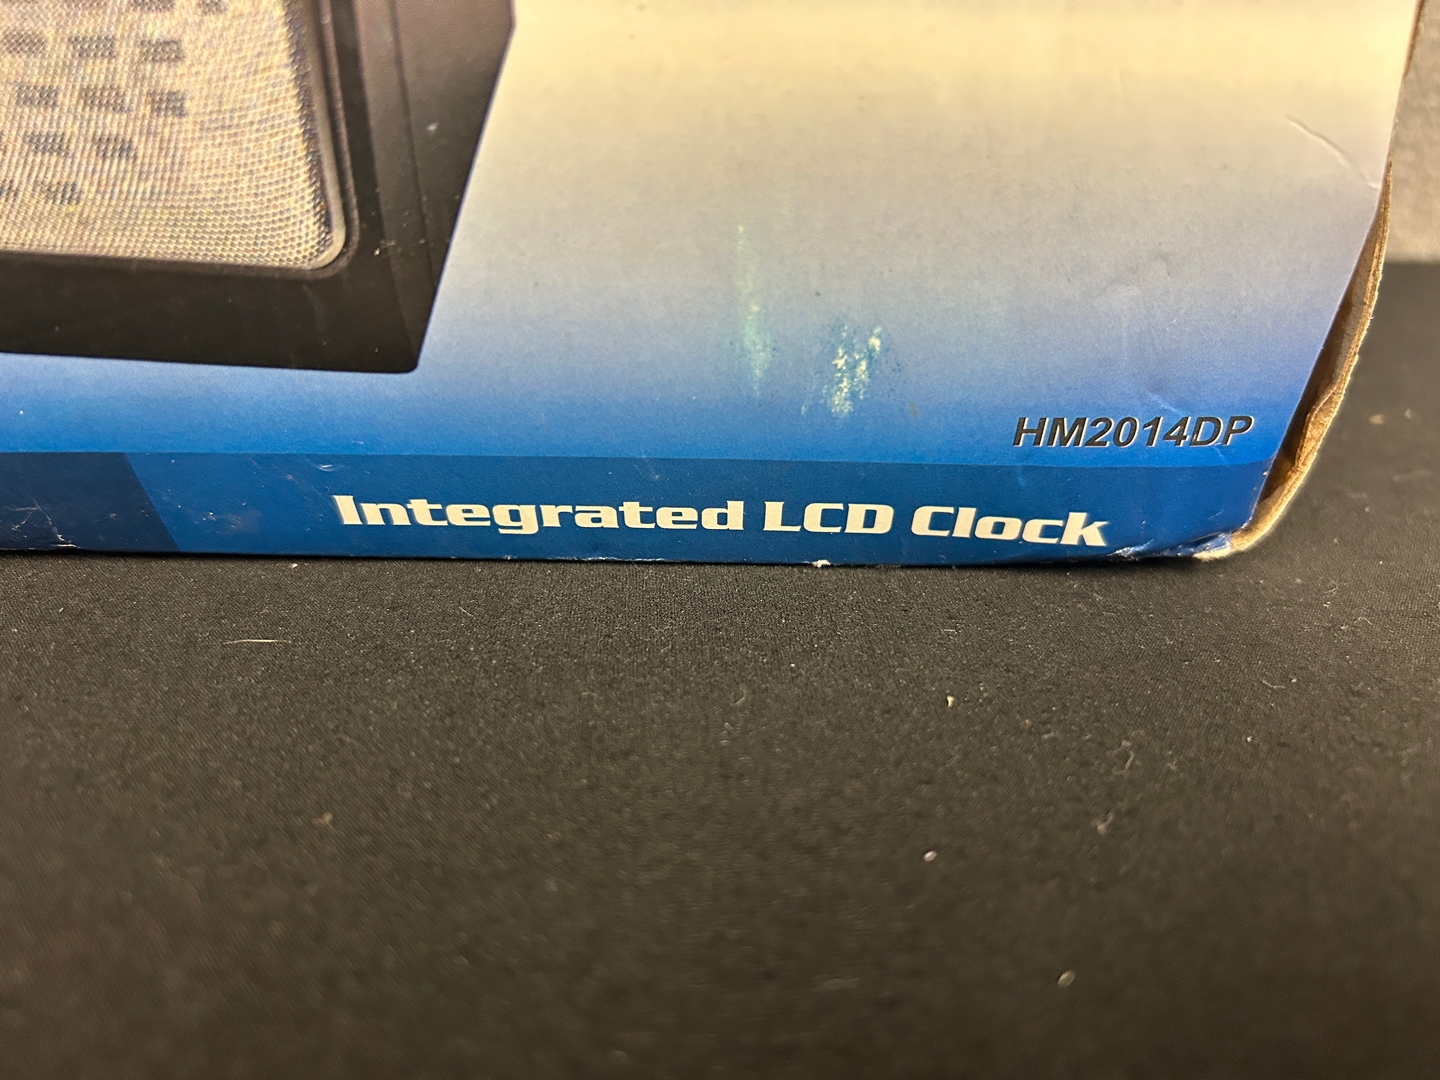 HM2014DP
Integrated LCD Clock